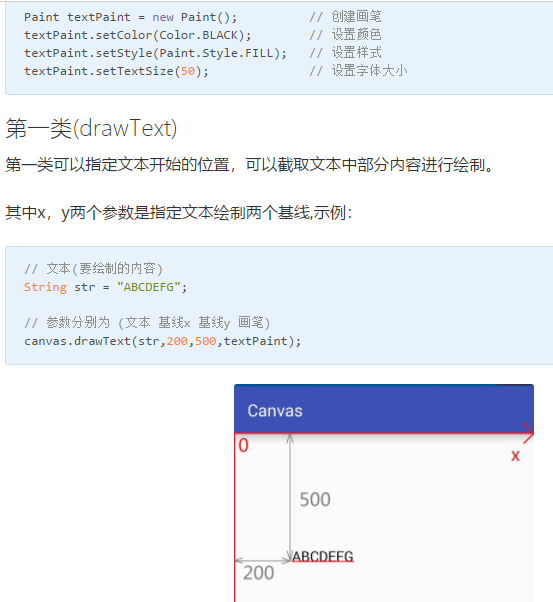 Paint textPaint = new Paint();          // 创建画笔
textPaint.setColor(Color.BLACK);        // 设置颜色
textPaint.setStyle(Paint.Style.FILL);   // 设置样式
textPaint.setTextSize(50);              // 设置字体大小
第一类(drawText)
第一类可以指定文本开始的位置，可以截取文本中部分内容进行绘制。
其中x，y两个参数是指定文本绘制两个基线,示例：
// 文本(要绘制的内容)
String str = "ABCDEFG";
// 参数分别为 (文本 基线x 基线y 画笔)
canvas.drawText(str,200,500,textPaint);
Canvas
0
x
500
ABCDEFG
200